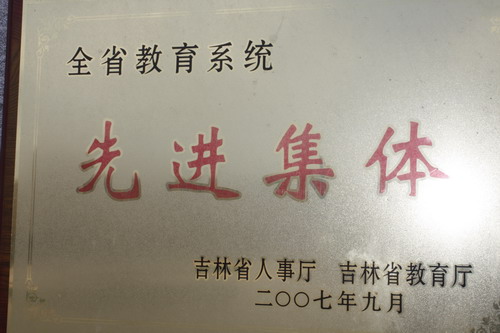 全省教育系统
先进集体
吉林省人事厅 吉林省教育厅
二〇〇七年九月